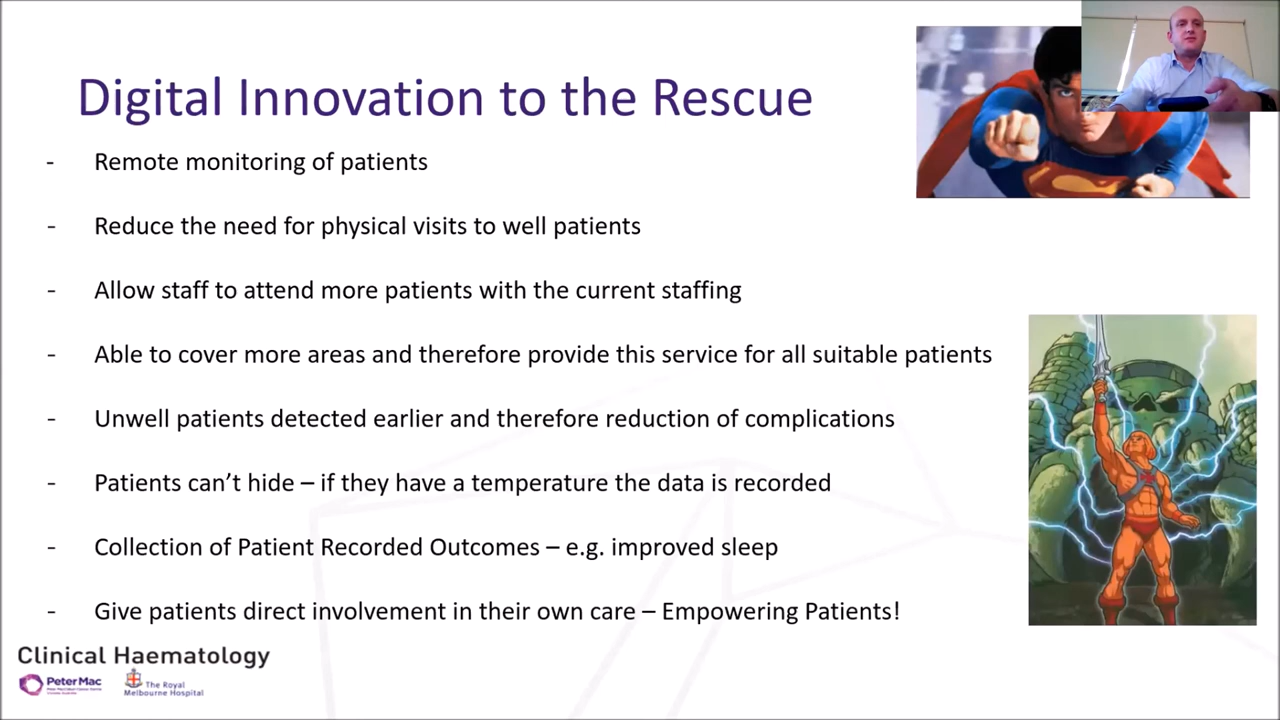 Digital Innovation to the Rescue
- Remote monitoring of patients
- Reduce the need for physical visits to well patients
- Allow staff to attend more patients with the current staffing
- Able to cover more areas and therefore provide this service for all suitable patients
- Unwell patients detected earlier and therefore reduction of complications
- Patients can’t hide – if they have a temperature the data is recorded
- Collection of Patient Recorded Outcomes – e.g. improved sleep
- Give patients direct involvement in their own care – Empowering Patients!
Clinical Haematology
Peter Mac
The Royal
Melbourne Hospital